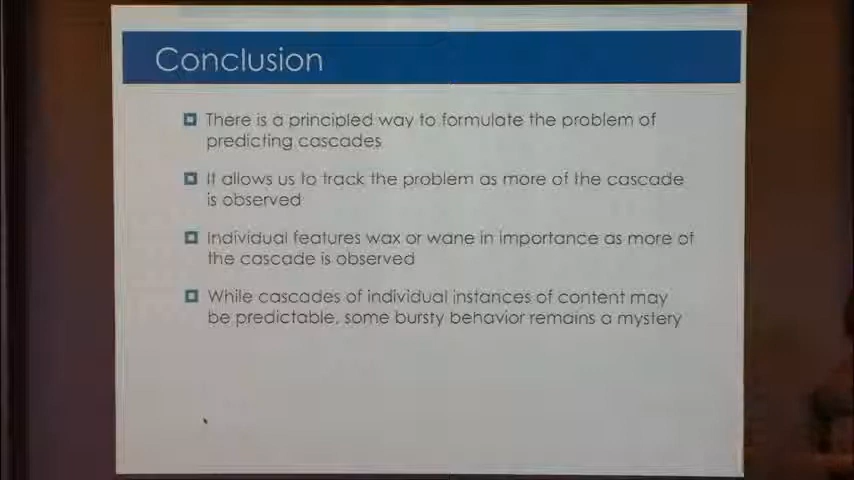 Conclusion
There is a principled way to formulate the problem of
predicting cascades
It allows us to track the problem as more of the cascade
is observed
Individual features wax or wane in importance as more of
the cascade is observed
While cascades of individual instances of content may
be predictable, some bursty behavior remains a mystery